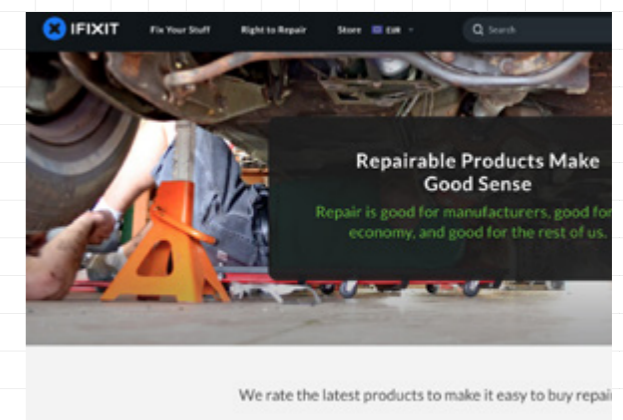 IFIXIT Fix Your Stuff Right to Repair Store EUR Search
Repairable Products Make
Good Sense
Repair is good for manufacturers, good for
economy, and good for the rest of us.
We rate the latest products to make it easy to buy repai